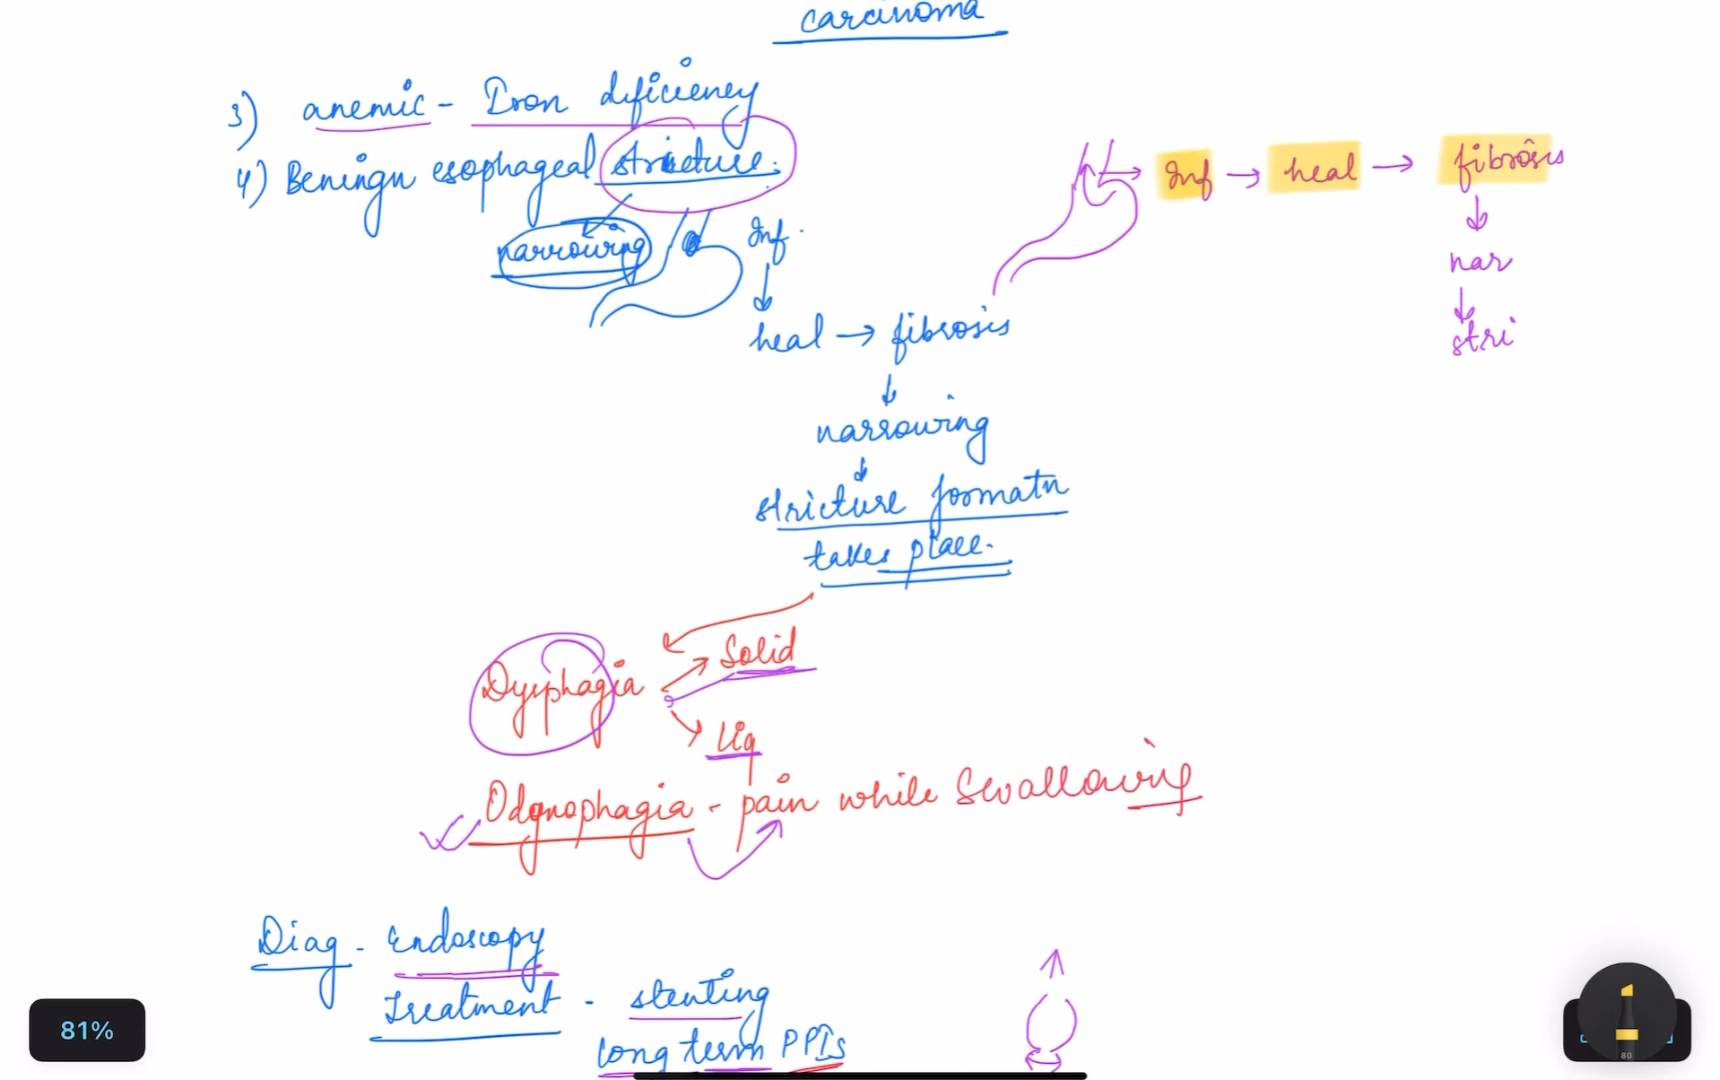 carcinoma
3) anemic - Iron deficiency
4) Benign esophageal stricture.
narrowing
Inf.
heal → fibrosis
narrowing
stricture formatn
takes place.
Inf → heal → fibrosis
nar
stri
Dysphagia
Solid
Liq
Odynophagia - pain while Swallowing
Diag - Endoscopy
Treatment - stenting
long term PPIs
81%
80